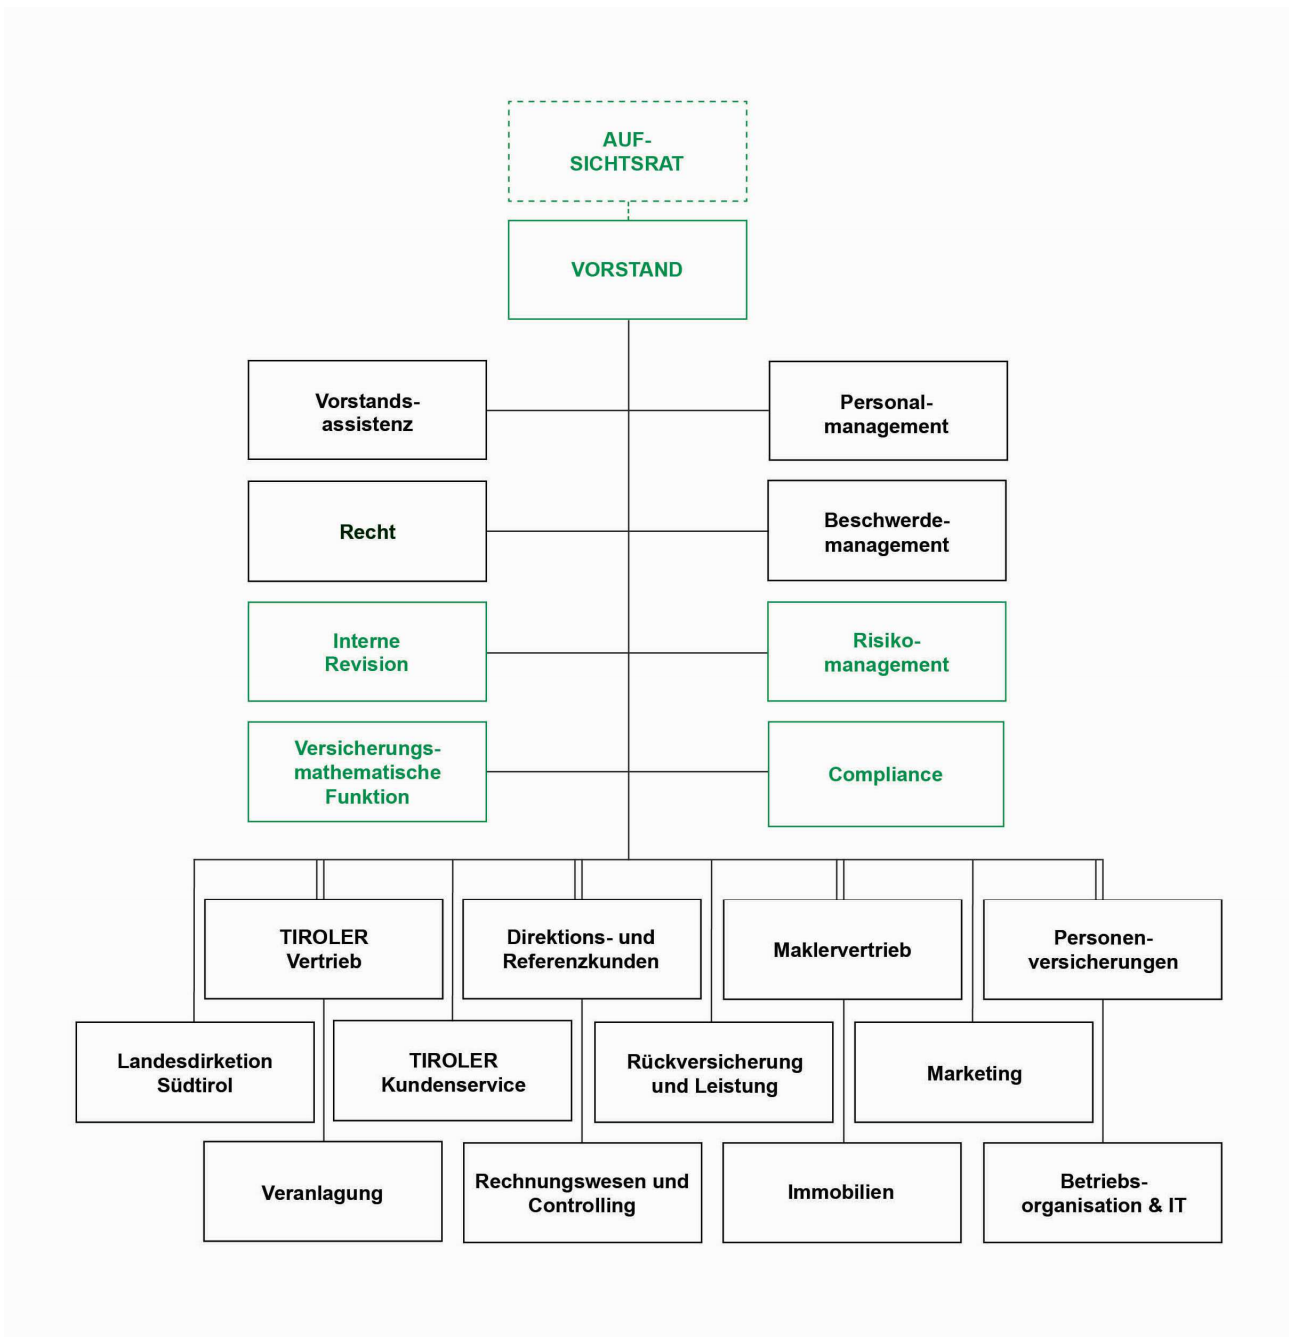 AUF-
SICHTSRAT
VORSTAND
Vorstands-
assistenz
Personal-
management
Recht
Beschwerde-
management
Interne
Revision
Risiko-
management
Versicherungs-
mathematische
Funktion
Compliance
TIROLER
Vertrieb
Direktions- und
Referenzkunden
Maklervertrieb
Personen-
versicherungen
Landesdirketion
Südtirol
TIROLER
Kundenservice
Rückversicherung
und Leistung
Marketing
Veranlagung
Rechnungswesen und
Controlling
Immobilien
Betriebs-
organisation & IT